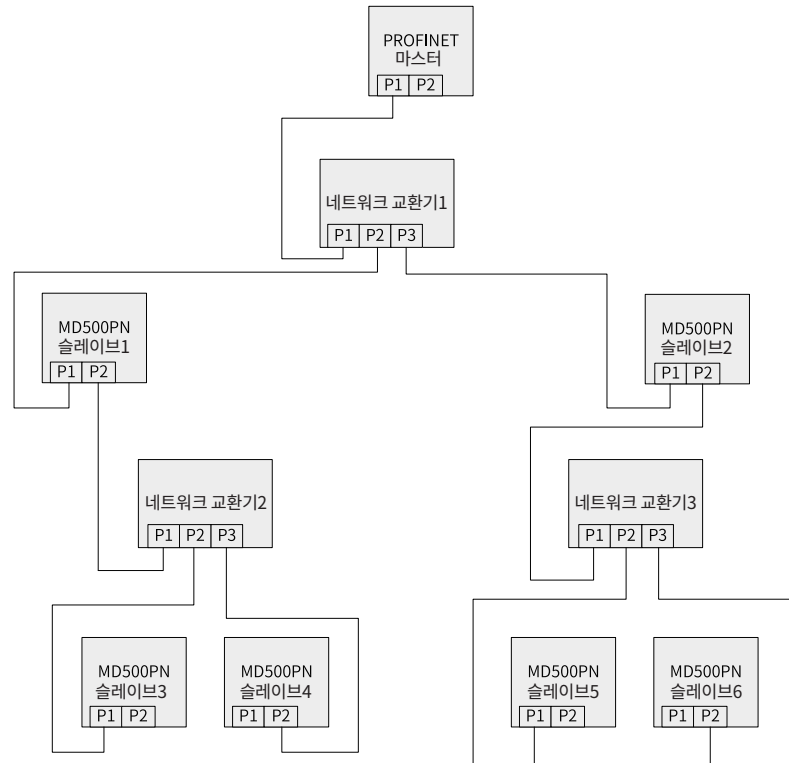 PROFINET
마스터
P1 P2
네트워크 교환기1
P1 P2 P3
MD500PN
슬레이브1
P1 P2
MD500PN
슬레이브2
P1 P2
네트워크 교환기2
P1 P2 P3
네트워크 교환기3
P1 P2 P3
MD500PN
슬레이브3
P1 P2
MD500PN
슬레이브4
P1 P2
MD500PN
슬레이브5
P1 P2
MD500PN
슬레이브6
P1 P2